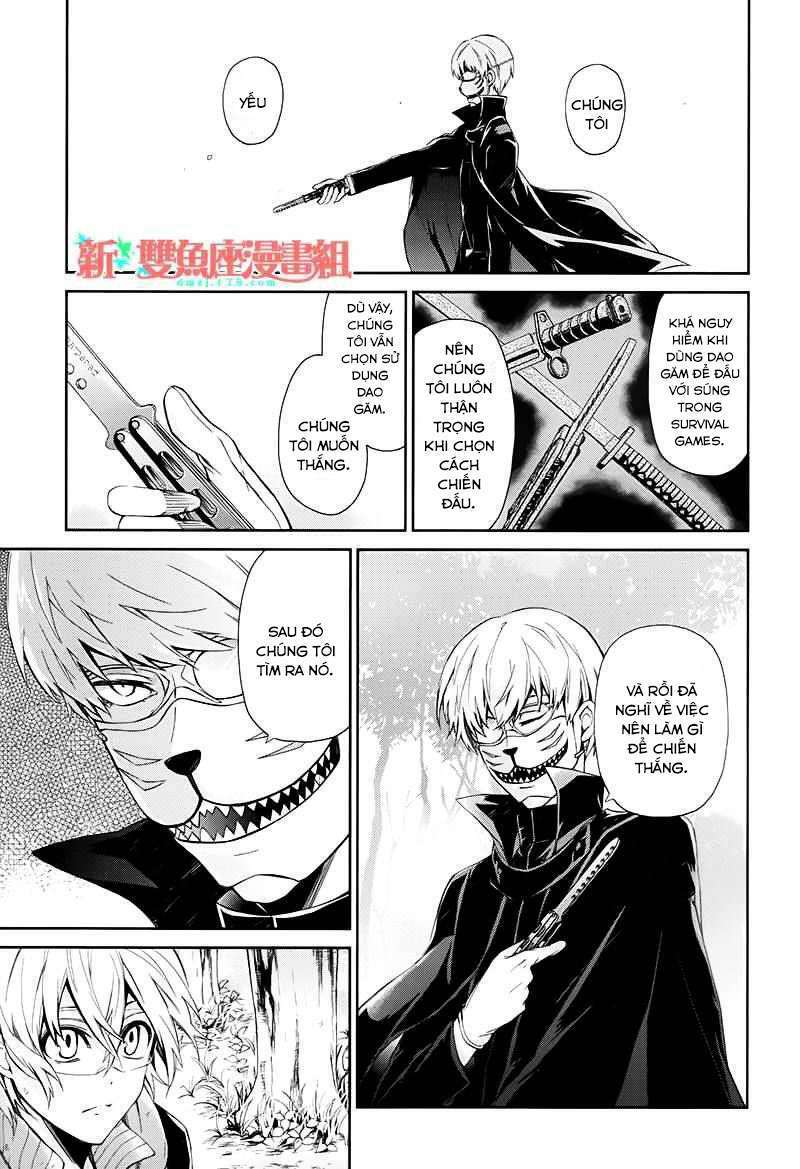 CHÚNG
TÔI
YẾU
新☆雙魚座漫畫組
KHÁ NGUY
HIỂM KHI
DÙNG DAO
GĂM ĐỂ ĐẤU
VỚI SÚNG
TRONG
SURVIVAL
GAMES.
NÊN
CHÚNG
TÔI LUÔN
THẬN
TRỌNG
KHI CHỌN
CÁCH
CHIẾN
ĐẤU.
DÙ VẬY,
CHÚNG
TÔI VẪN
CHỌN SỬ
DỤNG
DAO
GĂM.
CHÚNG
TÔI MUỐN
THẮNG.
VÀ RỒI ĐÃ
NGHĨ VỀ VIỆC
NÊN LÀM GÌ
ĐỂ CHIẾN
THẮNG.
SAU ĐÓ
CHÚNG TÔI
TÌM RA NÓ.